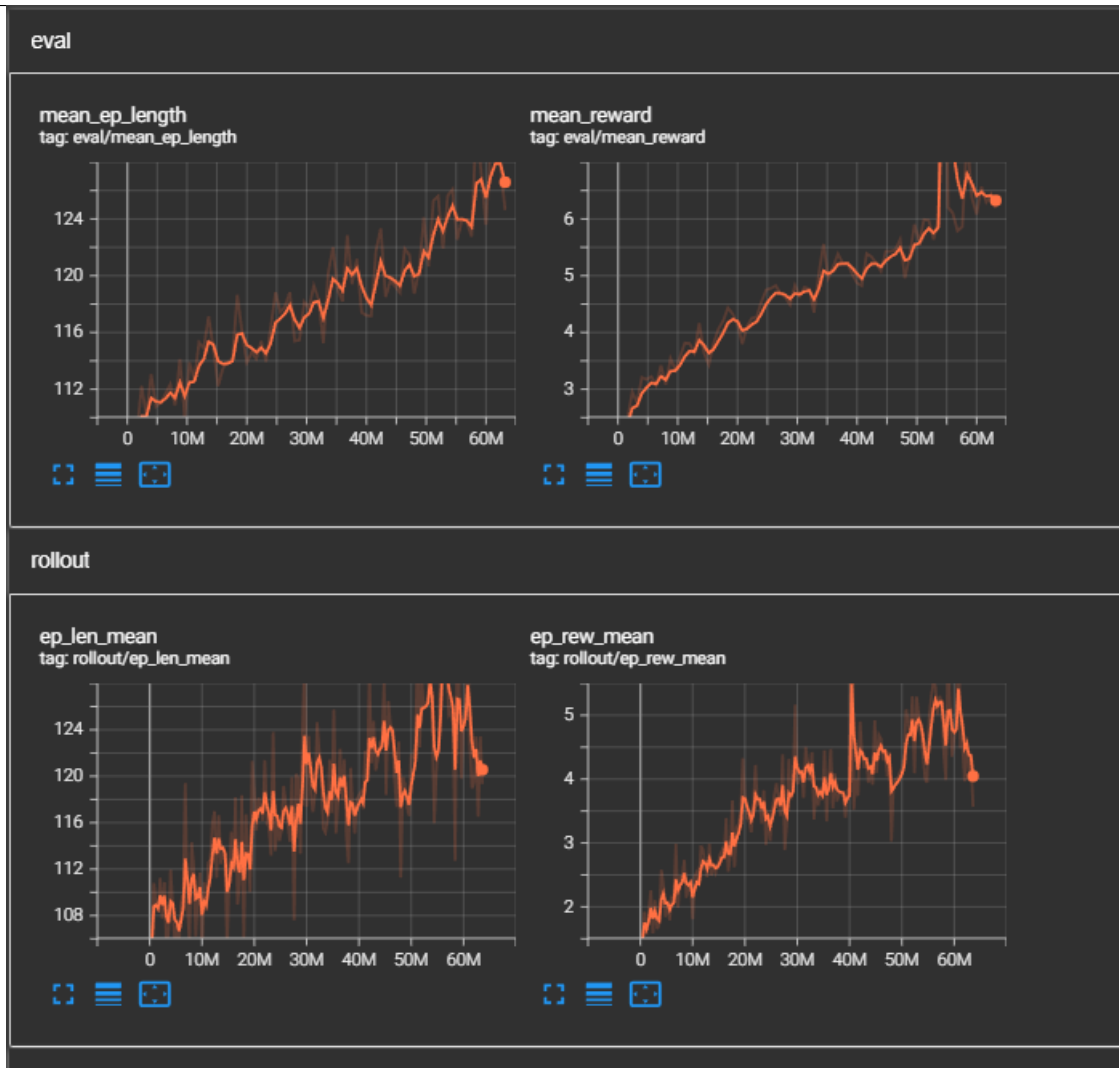 eval
mean_ep_length
tag: eval/mean_ep_length
124
120
116
112
0 10M 20M 30M 40M 50M 60M
mean_reward
tag: eval/mean_reward
6
5
4
3
0 10M 20M 30M 40M 50M 60M
rollout
ep_len_mean
tag: rollout/ep_len_mean
124
120
116
112
108
0 10M 20M 30M 40M 50M 60M
ep_rew_mean
tag: rollout/ep_rew_mean
5
4
3
2
0 10M 20M 30M 40M 50M 60M